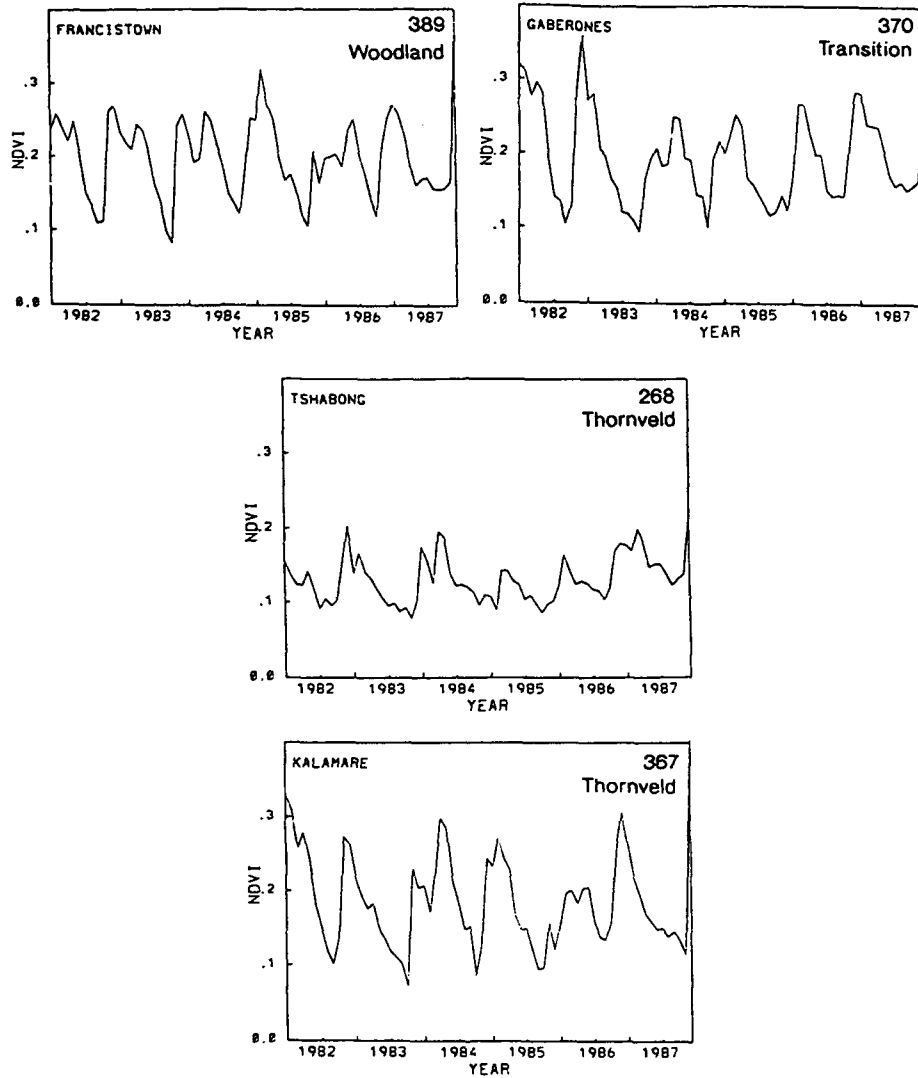 FRANCISTOWN 389
Woodland
.3
.2
.1
0.0
NDVI
1982 1983 1984 1985 1986 1987
YEAR
GABERONES 370
Transition
.3
.2
.1
0.0
NDVI
1982 1983 1984 1985 1986 1987
YEAR
TSHABONG 268
Thornveld
.3
.2
.1
0.0
NDVI
1982 1983 1984 1985 1986 1987
YEAR
KALAMARE 367
Thornveld
.3
.2
.1
0.0
NDVI
1982 1983 1984 1985 1986 1987
YEAR